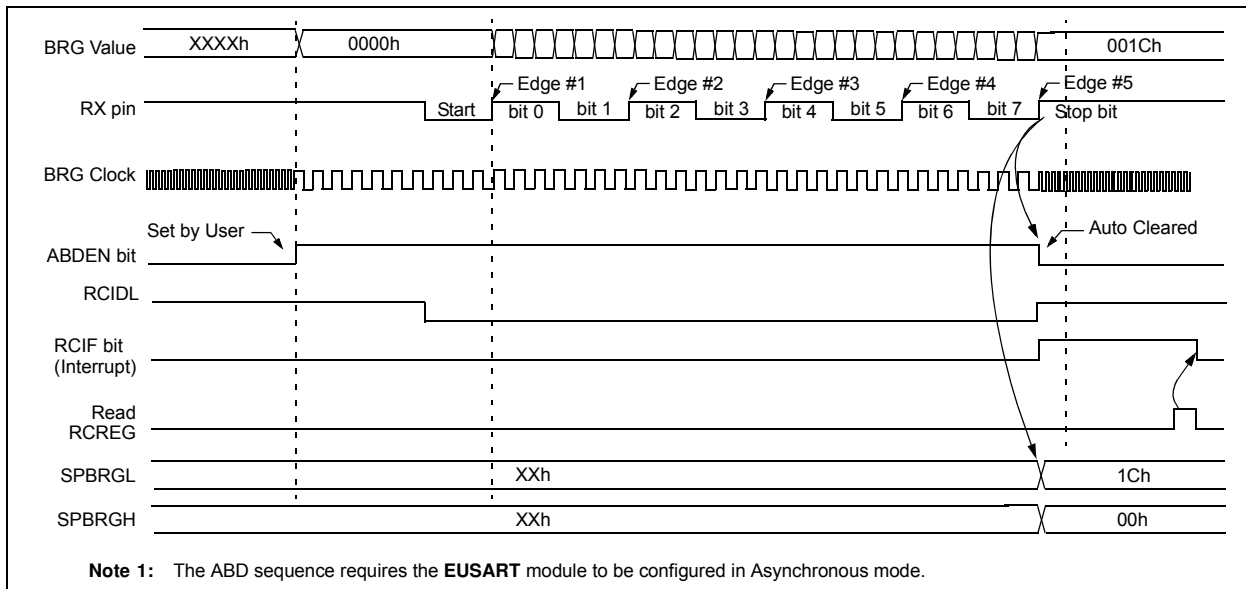 BRG Value XXXXh 0000h 001Ch
Edge #1 Edge #2 Edge #3 Edge #4 Edge #5
RX pin Start bit 0 bit 1 bit 2 bit 3 bit 4 bit 5 bit 6 bit 7 Stop bit
BRG Clock
Set by User Auto Cleared
ABDEN bit
RCIDL
RCIF bit
(Interrupt)
Read
RCREG
SPBRGL XXh 1Ch
SPBRGH XXh 00h
Note 1: The ABD sequence requires the EUSART module to be configured in Asynchronous mode.